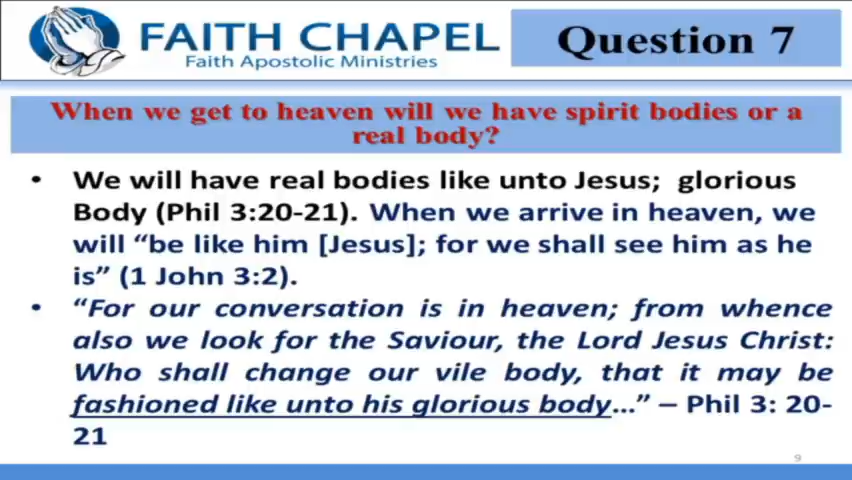 FAITH CHAPEL
Faith Apostolic Ministries
Question 7
When we get to heaven will we have spirit bodies or a
real body?
• We will have real bodies like unto Jesus; glorious
Body (Phil 3:20-21). When we arrive in heaven, we
will “be like him [Jesus]; for we shall see him as he
is” (1 John 3:2).
• “For our conversation is in heaven; from whence
also we look for the Saviour, the Lord Jesus Christ:
Who shall change our vile body, that it may be
fashioned like unto his glorious body…” – Phil 3: 20-
21
9